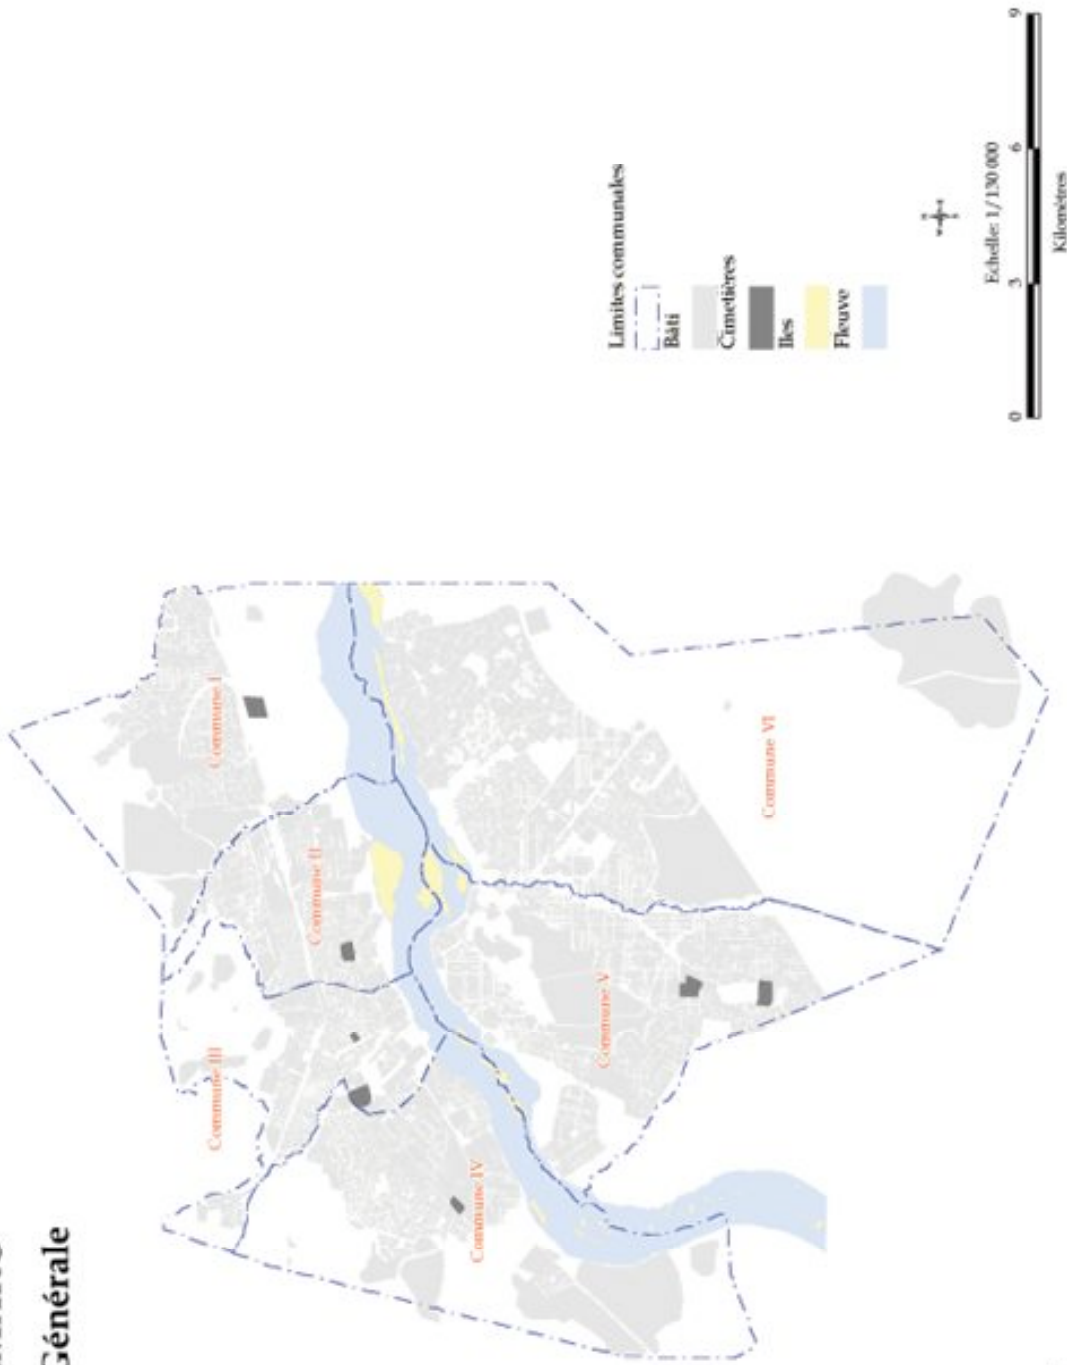 Générale
Commune I
Commune II
Commune III
Commune IV
Commune V
Commune VI
Limites communales
Bâti
Cimetières
Iles
Fleuve
Echelle: 1/130 000
0 3 6 9
Kilomètres